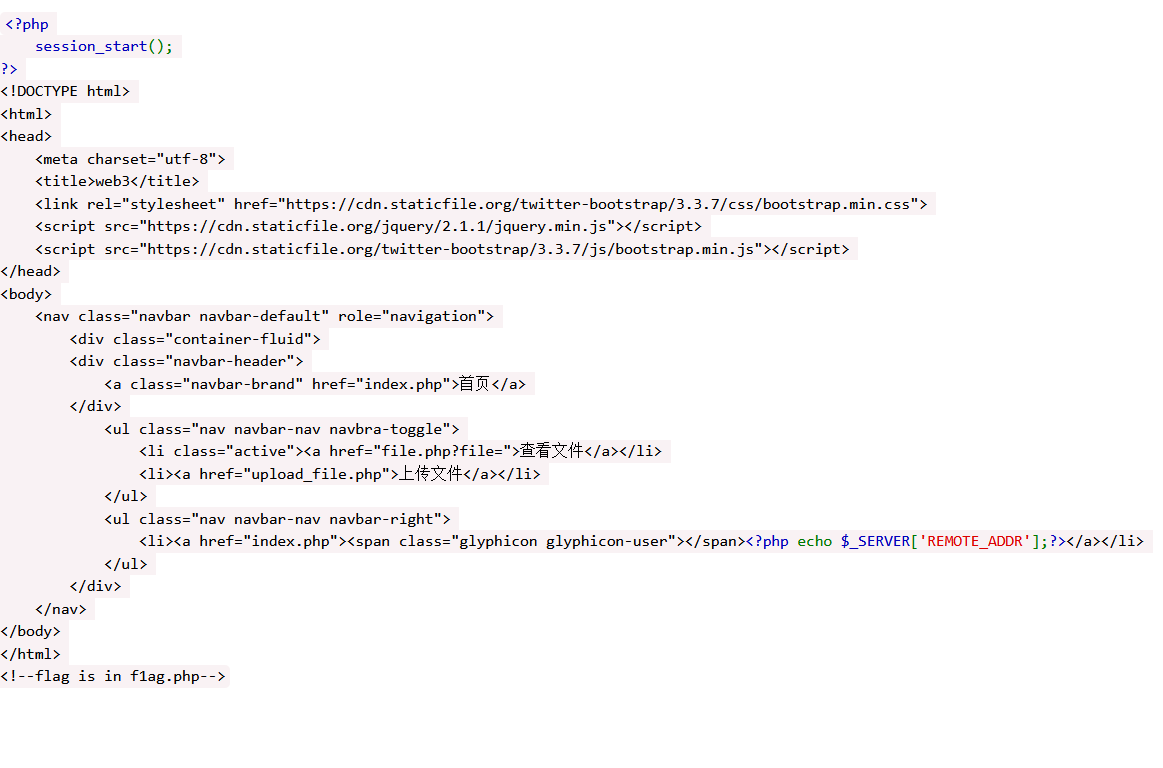 <?php
session_start();
?>
<!DOCTYPE html>
<html>
<head>
<meta charset="utf-8">
<title>web3</title>
<link rel="stylesheet" href="https://cdn.staticfile.org/twitter-bootstrap/3.3.7/css/bootstrap.min.css">
<script src="https://cdn.staticfile.org/jquery/2.1.1/jquery.min.js"></script>
<script src="https://cdn.staticfile.org/twitter-bootstrap/3.3.7/js/bootstrap.min.js"></script>
</head>
<body>
<nav class="navbar navbar-default" role="navigation">
<div class="container-fluid">
<div class="navbar-header">
<a class="navbar-brand" href="index.php">首页</a>
</div>
<ul class="nav navbar-nav navbra-toggle">
<li class="active"><a href="file.php?file=">查看文件</a></li>
<li><a href="upload_file.php">上传文件</a></li>
</ul>
<ul class="nav navbar-nav navbar-right">
<li><a href="index.php"><span class="glyphicon glyphicon-user"></span><?php echo $_SERVER['REMOTE_ADDR'];?></a></li>
</ul>
</div>
</nav>
</body>
</html>
<!--flag is in f1ag.php-->